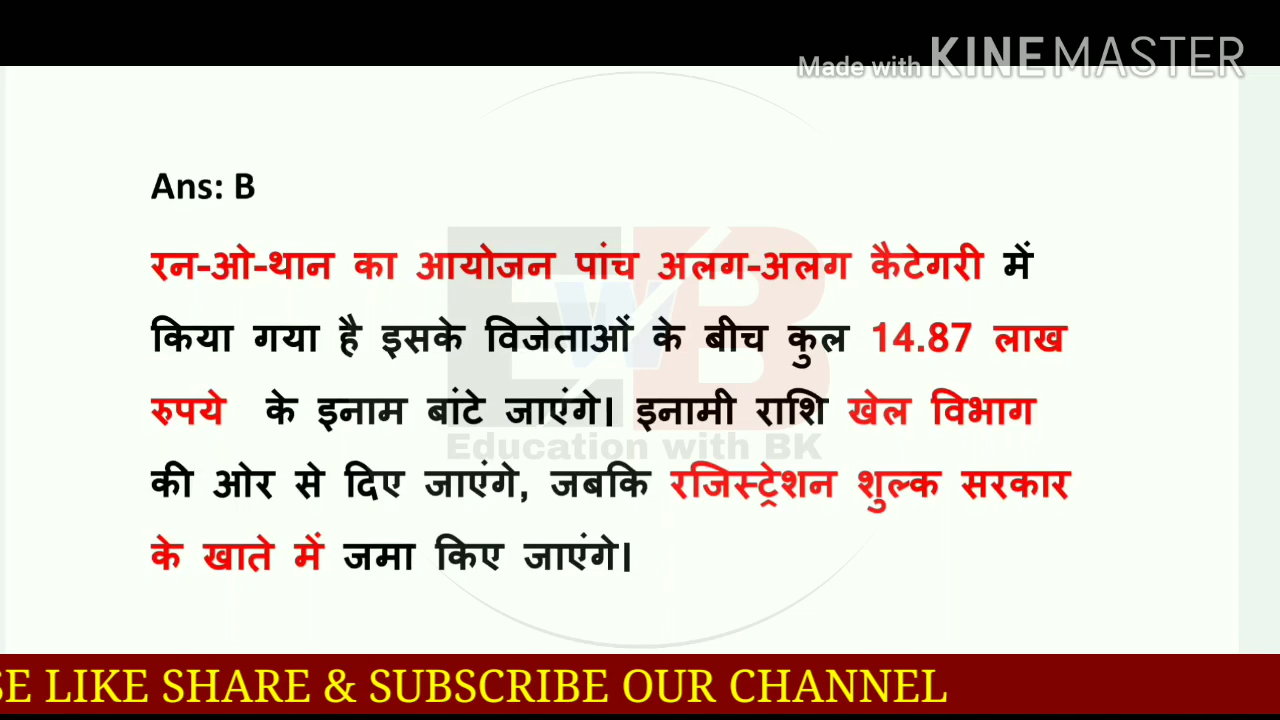 Made with KINEMASTER
Ans: B
रन-ओ-थान का आयोजन पांच अलग-अलग कैटेगरी में
किया गया है इसके विजेताओं के बीच कुल 14.87 लाख
रुपये के इनाम बांटे जाएंगे। इनामी राशि खेल विभाग
Education with BK
की ओर से दिए जाएंगे, जबकि रजिस्ट्रेशन शुल्क सरकार
के खाते में जमा किए जाएंगे।
SE LIKE SHARE & SUBSCRIBE OUR CHANNEL